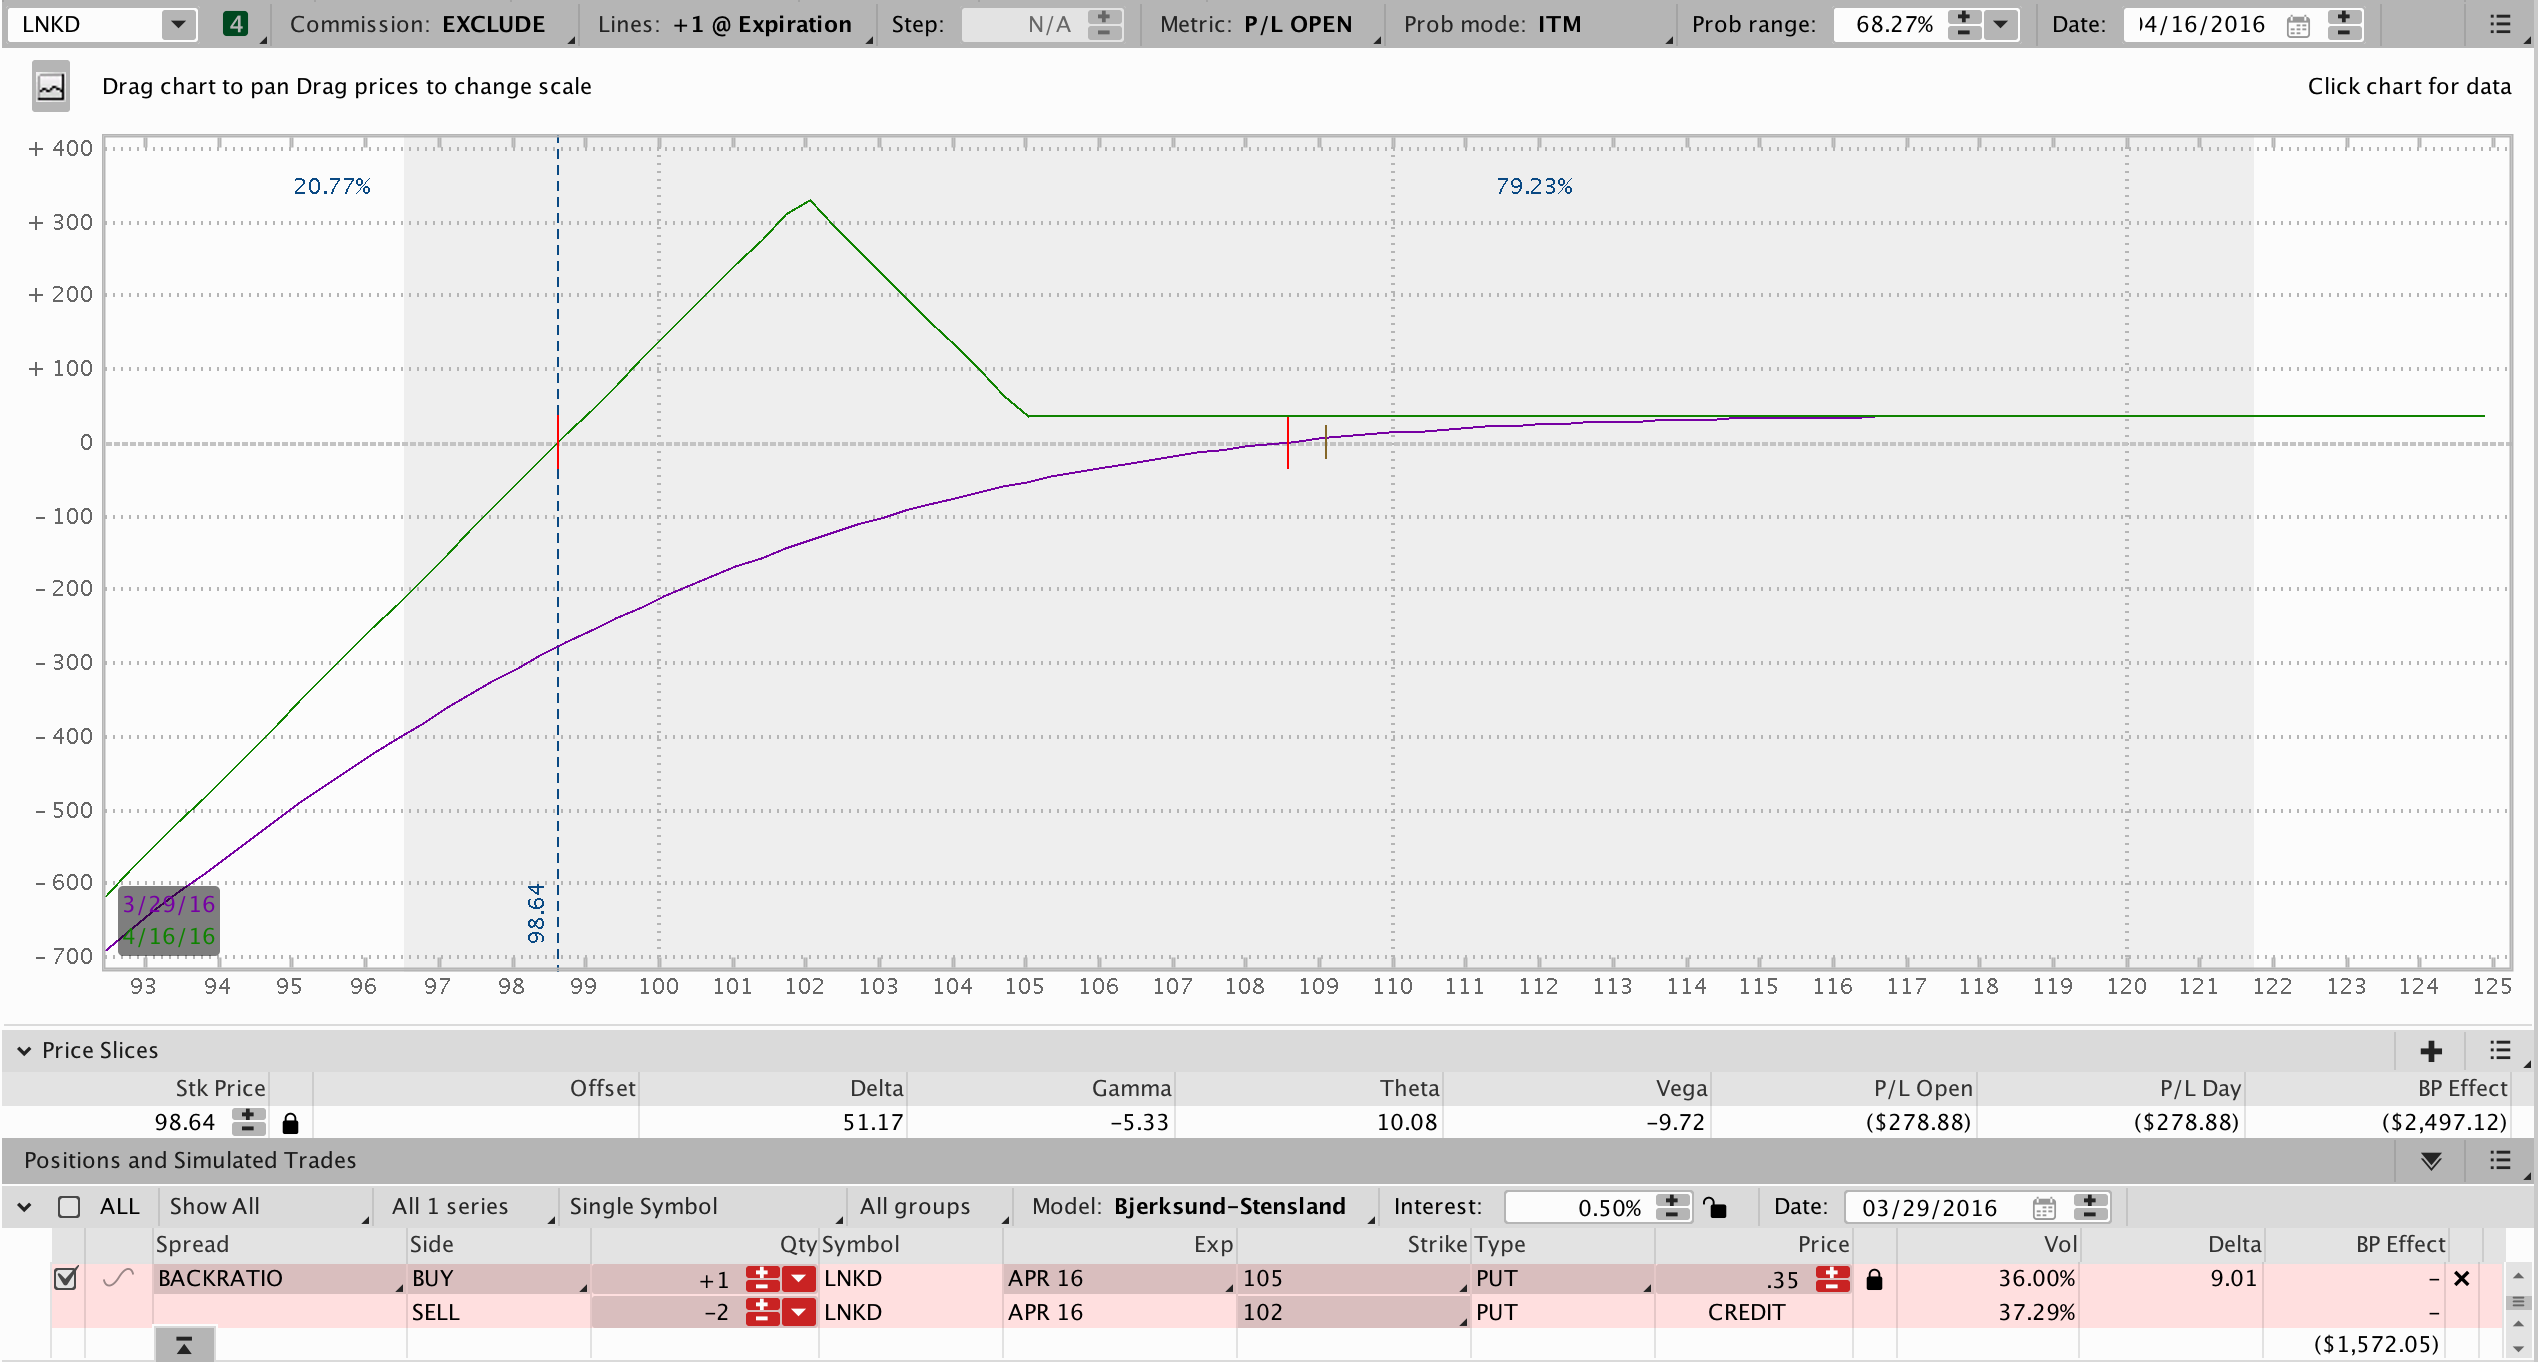 LNKD 4 Commission: EXCLUDE Lines: +1 @ Expiration Step: N/A Metric: P/L OPEN Prob mode: ITM Prob range: 68.27% Date: 04/16/2016
Drag chart to pan Drag prices to change scale Click chart for data
+ 400
20.77% 79.23%
+ 300
+ 200
+ 100
0
- 100
- 200
- 300
- 400
- 500
- 600
98.64
3/29/16
4/16/16
- 700
93 94 95 96 97 98 99 100 101 102 103 104 105 106 107 108 109 110 111 112 113 114 115 116 117 118 119 120 121 122 123 124 125
Price Slices
Stk Price Offset Delta Gamma Theta Vega P/L Open P/L Day BP Effect
98.64 51.17 -5.33 10.08 -9.72 ($278.88) ($278.88) ($2,497.12)
Positions and Simulated Trades
ALL Show All All 1 series Single Symbol All groups Model: Bjerksund-Stensland Interest: 0.50% Date: 03/29/2016
Spread Side Qty Symbol Exp Strike Type Price Vol Delta BP Effect
BACKRATIO BUY +1 LNKD APR 16 105 PUT .35 36.00% 9.01 -
SELL -2 LNKD APR 16 102 PUT CREDIT 37.29% -
($1,572.05)